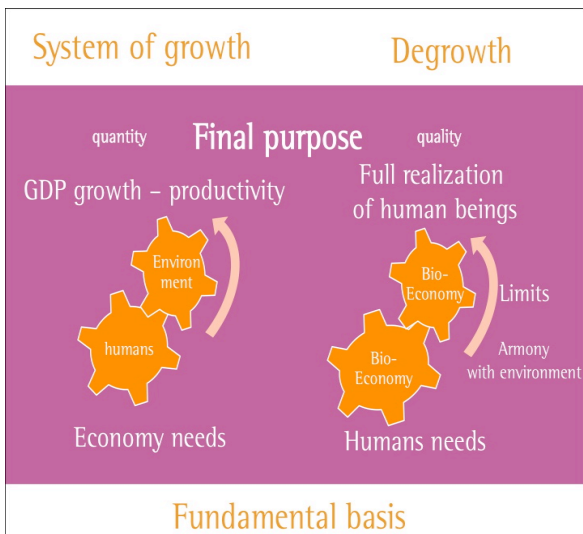 System of growth
Degrowth
quantity
Final purpose
quality
GDP growth – productivity
Full realization
of human beings
Environ
ment
humans
Economy needs
Bio-
Economy
Limits
Bio-
Economy
Armony
with environment
Humans needs
Fundamental basis